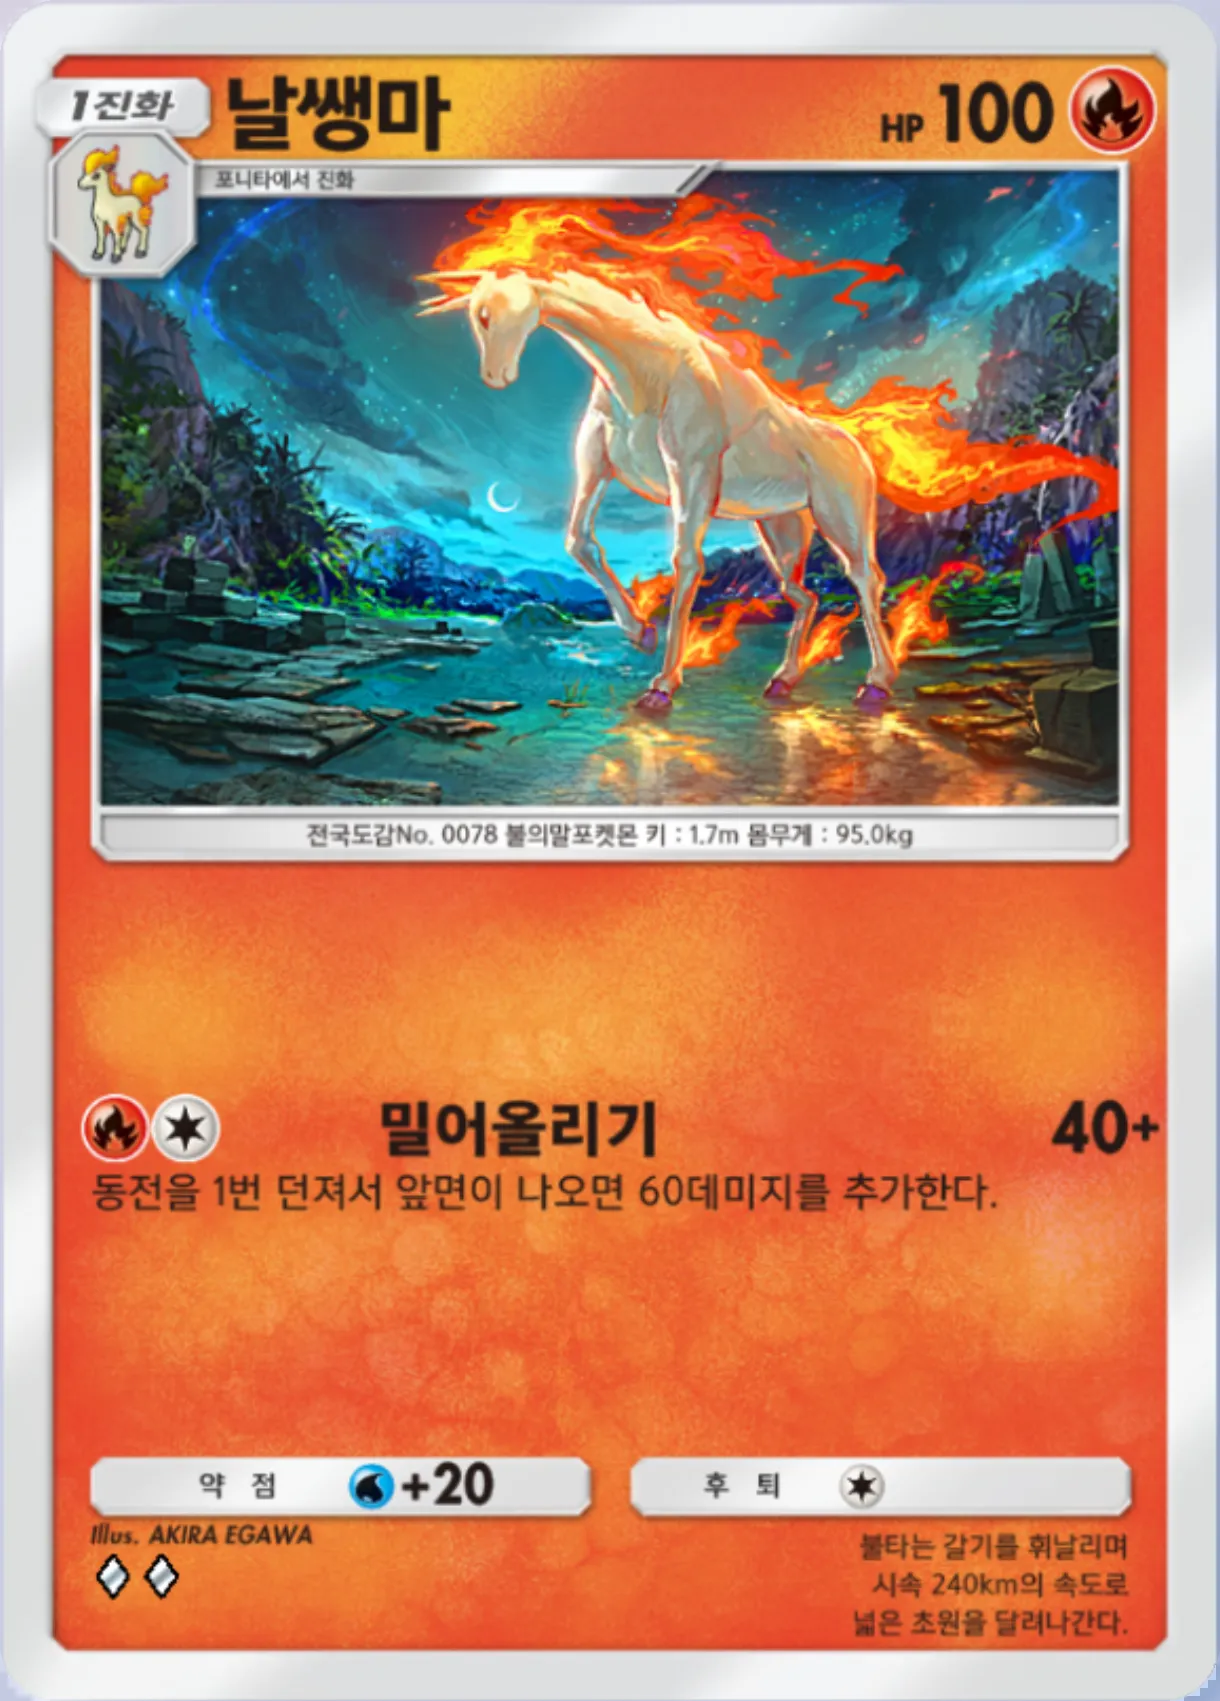 1진화 날쌩마 HP 100
포니타에서 진화
전국도감No. 0078 불의말포켓몬 키 : 1.7m 몸무게 : 95.0kg
밀어올리기 40+
동전을 1번 던져서 앞면이 나오면 60데미지를 추가한다.
약 점 +20 후 퇴
Illus. AKIRA EGAWA
불타는 갈기를 휘날리며
시속 240km의 속도로
넓은 초원을 달려나간다.